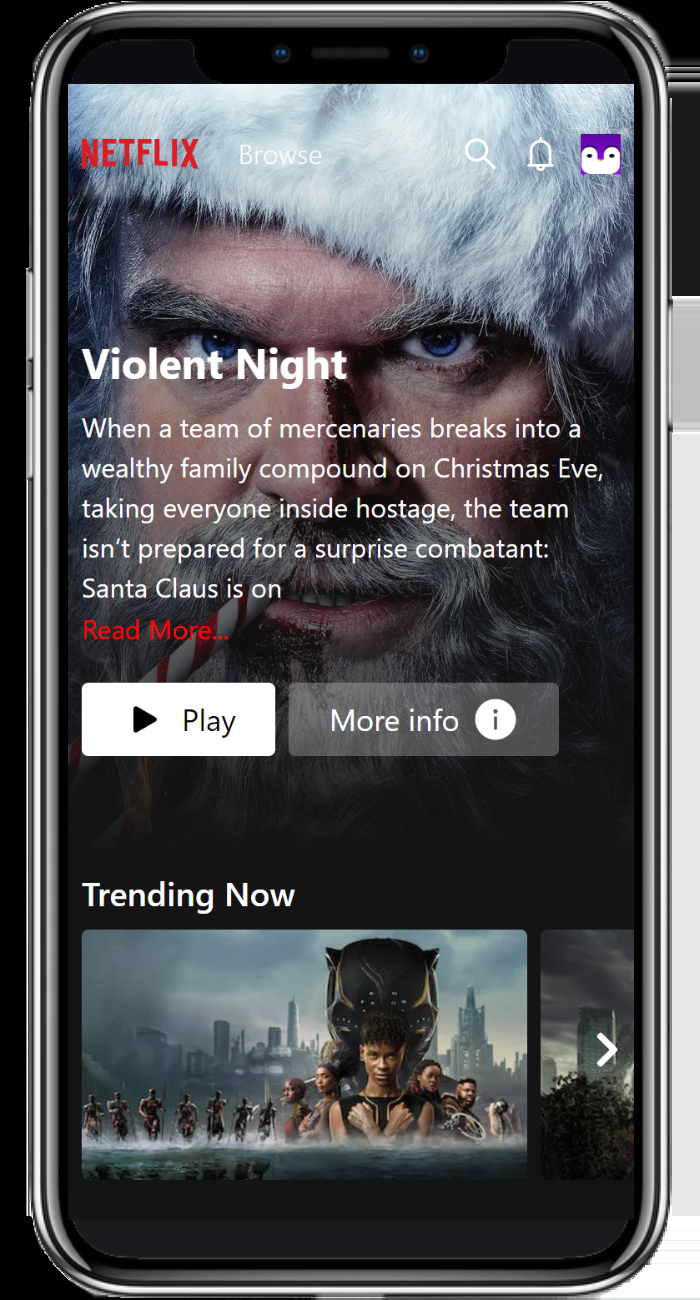 NETFLIX Browse
Violent Night
When a team of mercenaries breaks into a
wealthy family compound on Christmas Eve,
taking everyone inside hostage, the team
isn’t prepared for a surprise combatant:
Santa Claus is on
Read More...
Play More info i
Trending Now